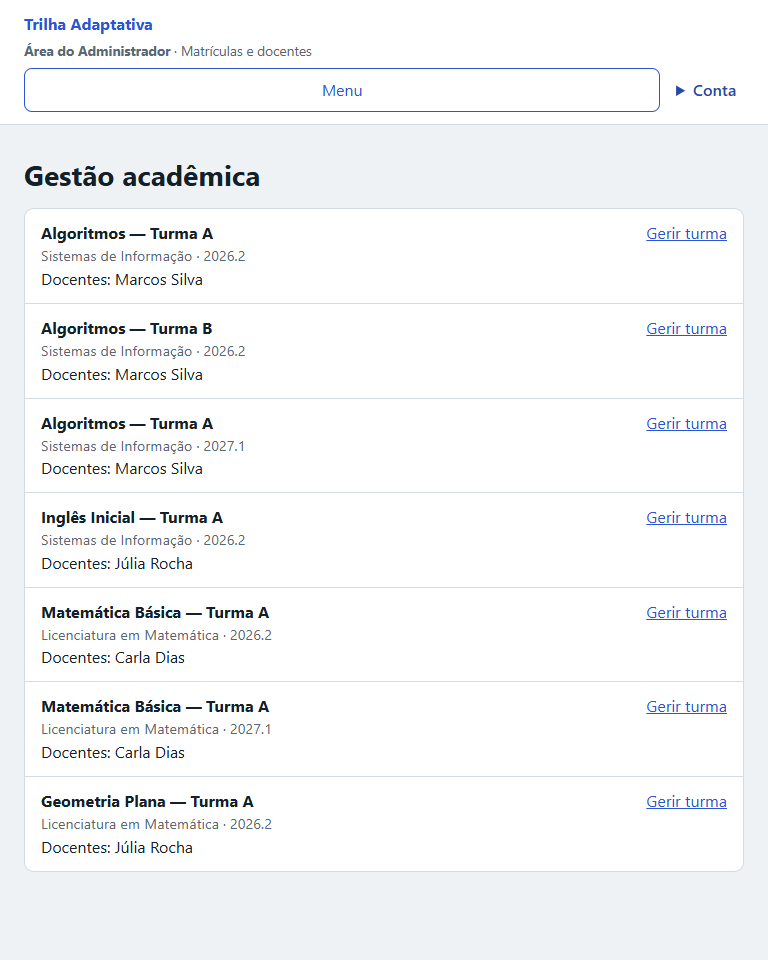 Trilha Adaptativa
Área do Administrador · Matrículas e docentes
Menu
▶ Conta
Gestão acadêmica
Algoritmos — Turma A
Gerir turma
Sistemas de Informação · 2026.2
Docentes: Marcos Silva
Algoritmos — Turma B
Gerir turma
Sistemas de Informação · 2026.2
Docentes: Marcos Silva
Algoritmos — Turma A
Gerir turma
Sistemas de Informação · 2027.1
Docentes: Marcos Silva
Inglês Inicial — Turma A
Gerir turma
Sistemas de Informação · 2026.2
Docentes: Júlia Rocha
Matemática Básica — Turma A
Gerir turma
Licenciatura em Matemática · 2026.2
Docentes: Carla Dias
Matemática Básica — Turma A
Gerir turma
Licenciatura em Matemática · 2027.1
Docentes: Carla Dias
Geometria Plana — Turma A
Gerir turma
Licenciatura em Matemática · 2026.2
Docentes: Júlia Rocha